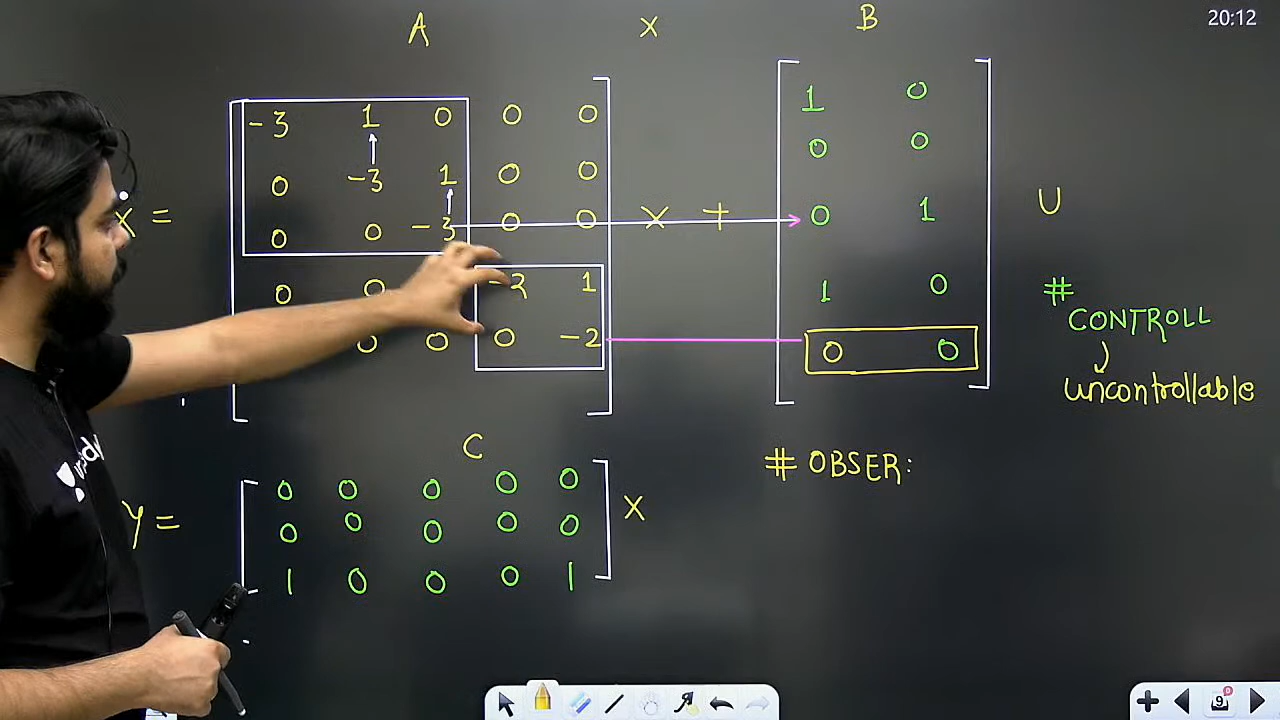 20:12
A X B
-3 1 0 0 0 1 0
0 -3 1 0 0 0 0
Ẋ = 0 0 -3 0 0 X + 0 1 U
0 0 1 1 0
0 0 0 -2 0 0
# CONTROLL
uncontrollable
C
# OBSER:
0 0 0 0 0
Y = 0 0 0 0 0 X
1 0 0 0 1
9